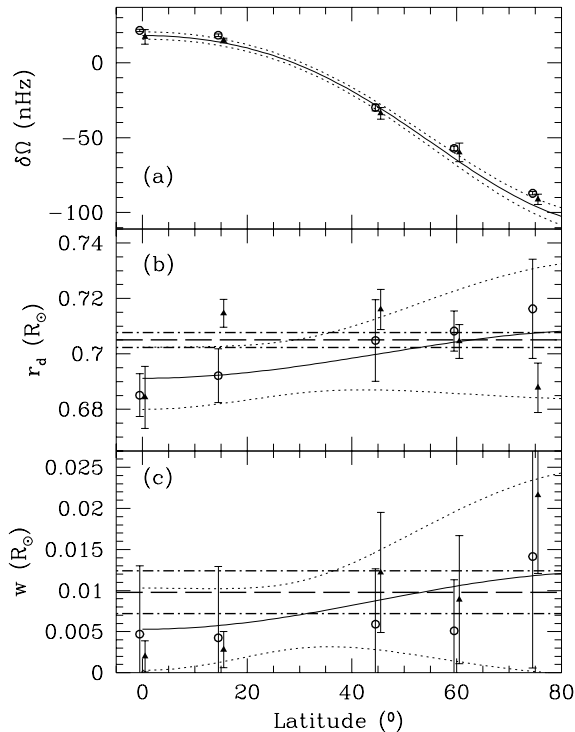 0
−50
−100
δΩ (nHz)
(a)
0.74
0.72
0.7
0.68
r_d (R_⊙)
(b)
0.025
0.02
0.015
0.01
0.005
0
w (R_⊙)
(c)
0 20 40 60 80
Latitude (⁰)